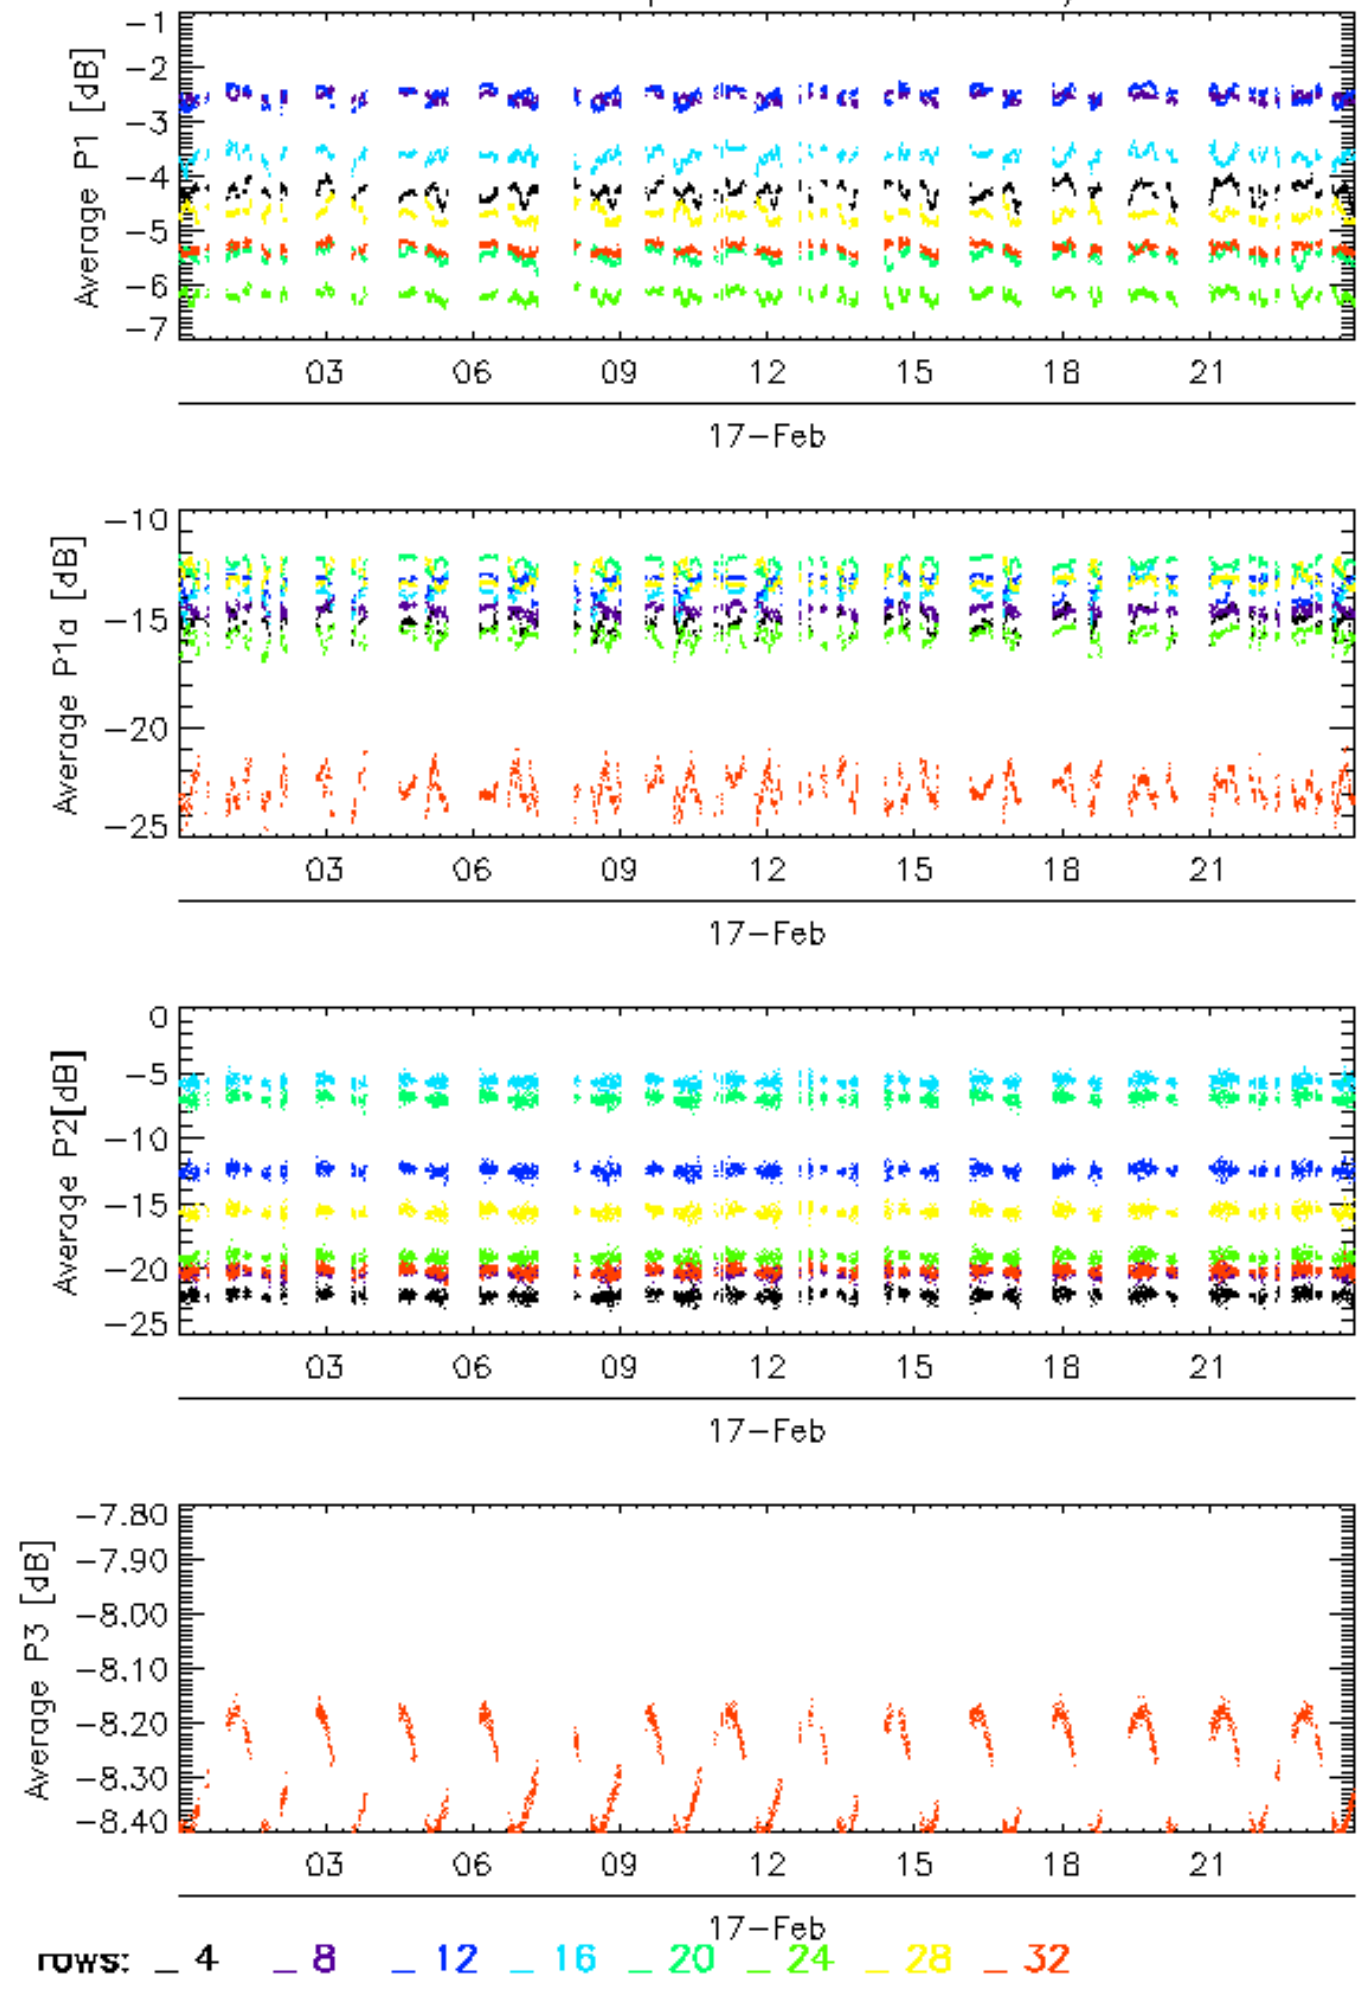 −1
−2
−3
−4
−5
−6
−7
Average P1 [dB]
03 06 09 12 15 18 21
17−Feb
−10
−15
−20
−25
Average P1a [dB]
03 06 09 12 15 18 21
17−Feb
0
−5
−10
−15
−20
−25
Average P2[dB]
03 06 09 12 15 18 21
17−Feb
−7.80
−7.90
−8.00
−8.10
−8.20
−8.30
−8.40
Average P3 [dB]
03 06 09 12 15 18 21
17−Feb
rows: _ 4 _ 8 _ 12 _ 16 _ 20 _ 24 _ 28 _ 32